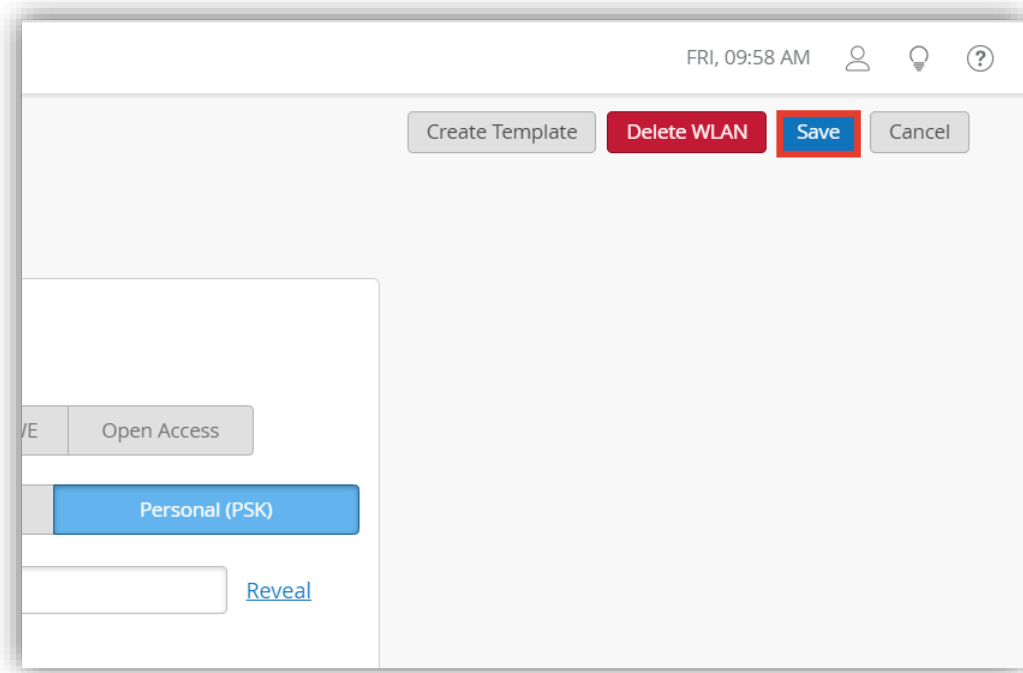 FRI, 09:58 AM ?
Create Template Delete WLAN Save Cancel
Open Access
Personal (PSK)
Reveal